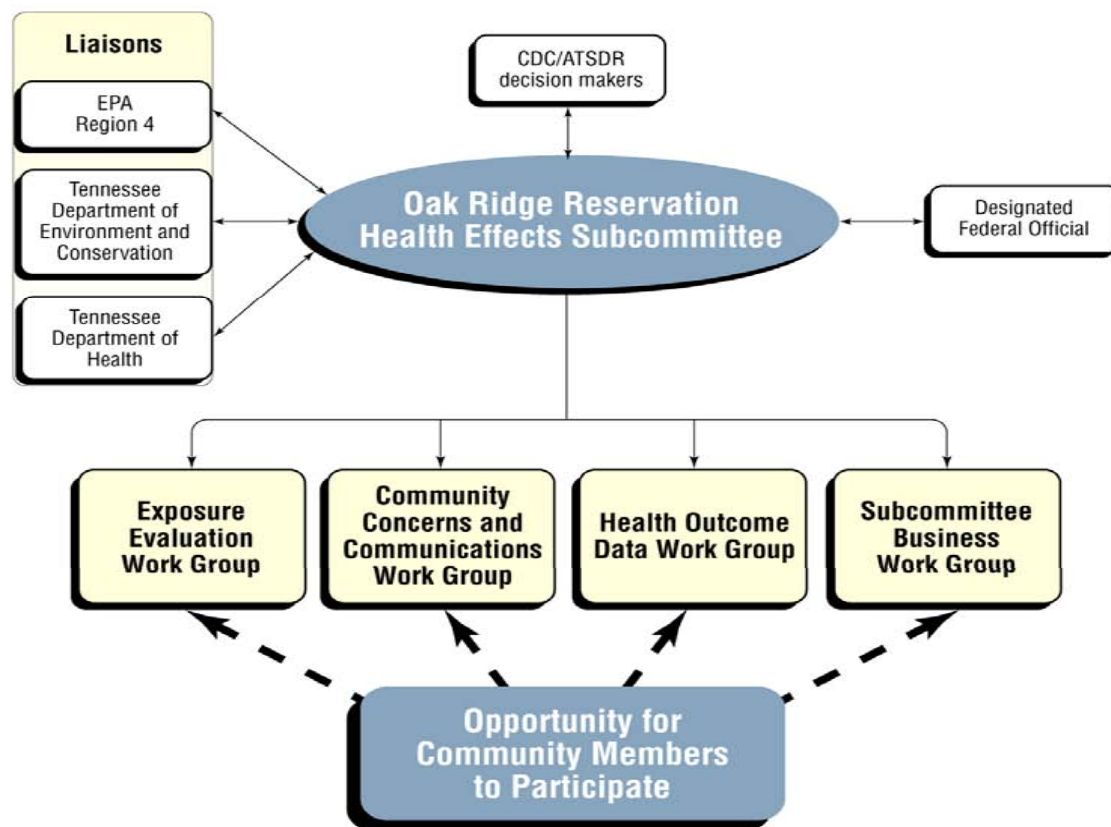 Liaisons
EPA
Region 4
Tennessee
Department of
Environment and
Conservation
Tennessee
Department of
Health
CDC/ATSDR
decision makers
Oak Ridge Reservation
Health Effects Subcommittee
Designated
Federal Official
Exposure
Evaluation
Work Group
Community
Concerns and
Communications
Work Group
Health Outcome
Data Work Group
Subcommittee
Business
Work Group
Opportunity for
Community Members
to Participate